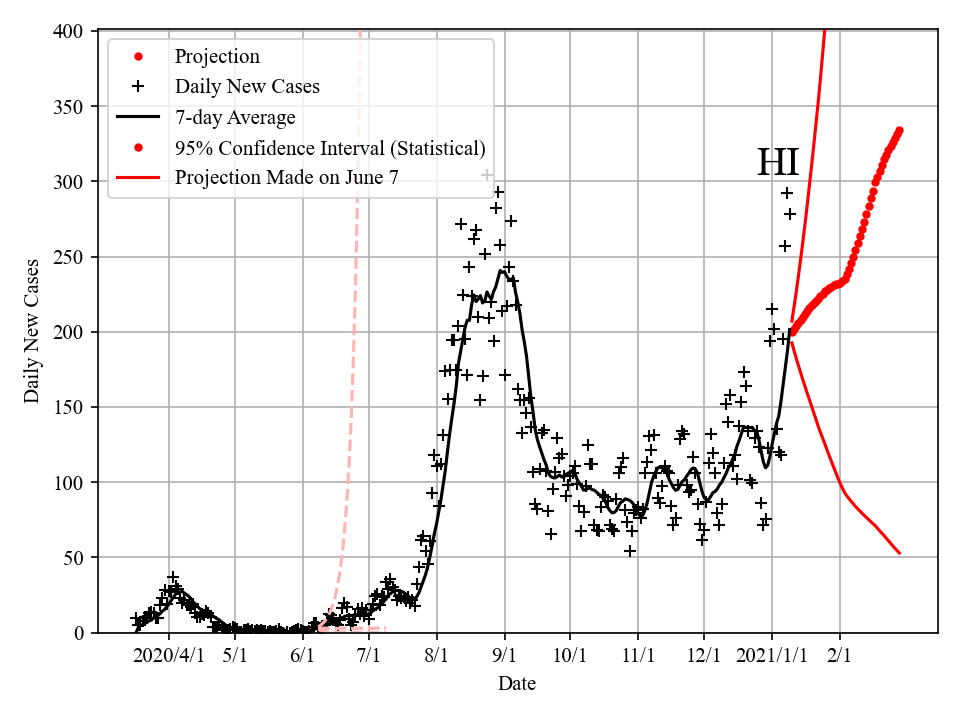 400
350
300
250
200
150
100
50
0
Daily New Cases
Projection
Daily New Cases
7-day Average
95% Confidence Interval (Statistical)
Projection Made on June 7
HI
2020/4/1 5/1 6/1 7/1 8/1 9/1 10/1 11/1 12/1 2021/1/1 2/1
Date